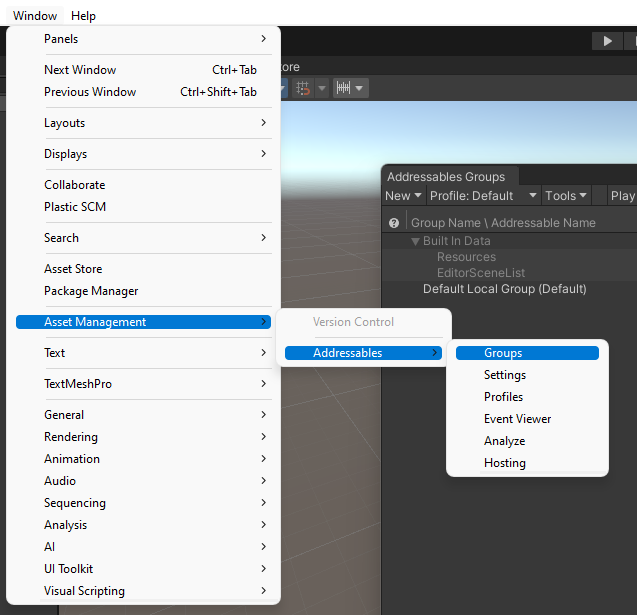 Window Help
Panels
Next Window Ctrl+Tab
Previous Window Ctrl+Shift+Tab
Layouts
Displays
Collaborate
Plastic SCM
Search
Asset Store
Package Manager
Asset Management
Text
TextMeshPro
General
Rendering
Animation
Audio
Sequencing
Analysis
AI
UI Toolkit
Visual Scripting
Version Control
Addressables
Groups
Settings
Profiles
Event Viewer
Analyze
Hosting
ore
Addressables Groups
New Profile: Default Tools Play
? Group Name \ Addressable Name
Built In Data
Resources
EditorSceneList
Default Local Group (Default)